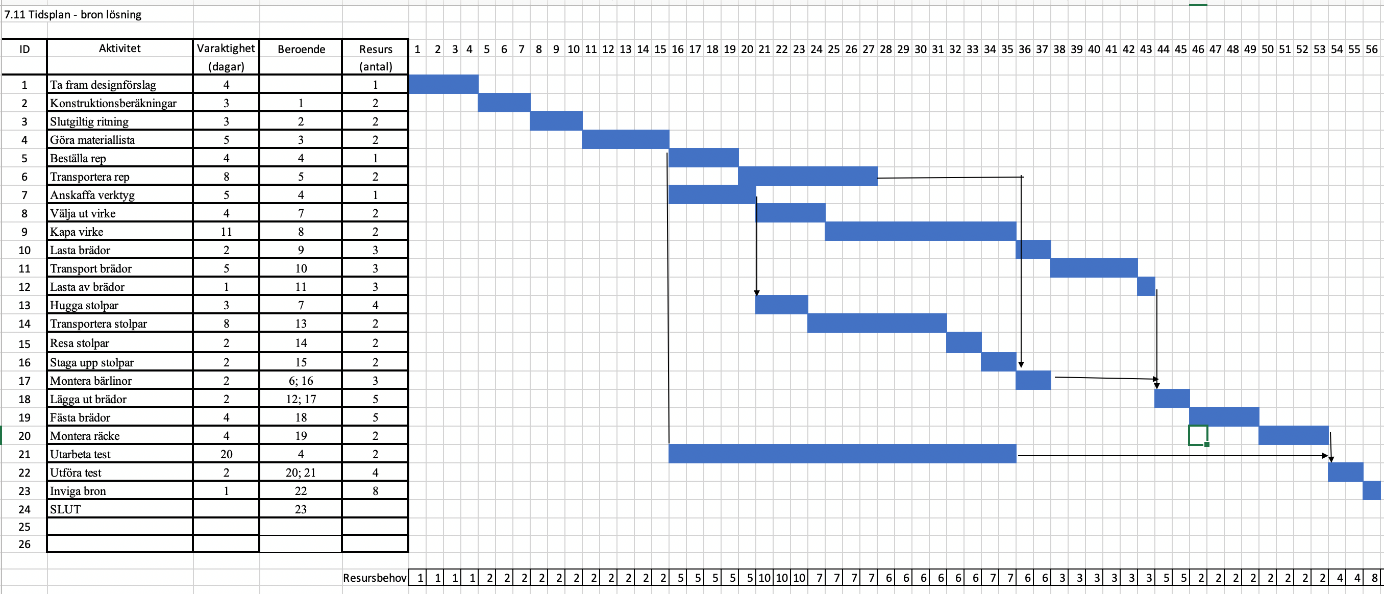 7.11 Tidsplan - bron lösning
ID Aktivitet Varaktighet Beroende Resurs 1 2 3 4 5 6 7 8 9 10 11 12 13 14 15 16 17 18 19 20 21 22 23 24 25 26 27 28 29 30 31 32 33 34 35 36 37 38 39 40 41 42 43 44 45 46 47 48 49 50 51 52 53 54 55 56
(dagar) (antal)
1 Ta fram designförslag 4 1
2 Konstruktionsberäkningar 3 1 2
3 Slutgiltig ritning 3 2 2
4 Göra materiallista 5 3 2
5 Beställa rep 4 4 1
6 Transportera rep 8 5 2
7 Anskaffa verktyg 5 4 1
8 Välja ut virke 4 7 2
9 Kapa virke 11 8 2
10 Lasta brädor 2 9 3
11 Transport brädor 5 10 3
12 Lasta av brädor 1 11 3
13 Hugga stolpar 3 7 4
14 Transportera stolpar 8 13 2
15 Resa stolpar 2 14 2
16 Staga upp stolpar 2 15 2
17 Montera bärlinor 2 6; 16 3
18 Lägga ut brädor 2 12; 17 5
19 Fästa brädor 4 18 5
20 Montera räcke 4 19 2
21 Utarbeta test 20 4 2
22 Utföra test 2 20; 21 4
23 Inviga bron 1 22 8
24 SLUT 23
25
26
Resursbehov 1 1 1 1 2 2 2 2 2 2 2 2 2 2 2 5 5 5 5 5 10 10 10 7 7 7 7 6 6 6 6 6 6 7 7 6 6 3 3 3 3 3 3 5 5 2 2 2 2 2 2 2 2 4 4 8